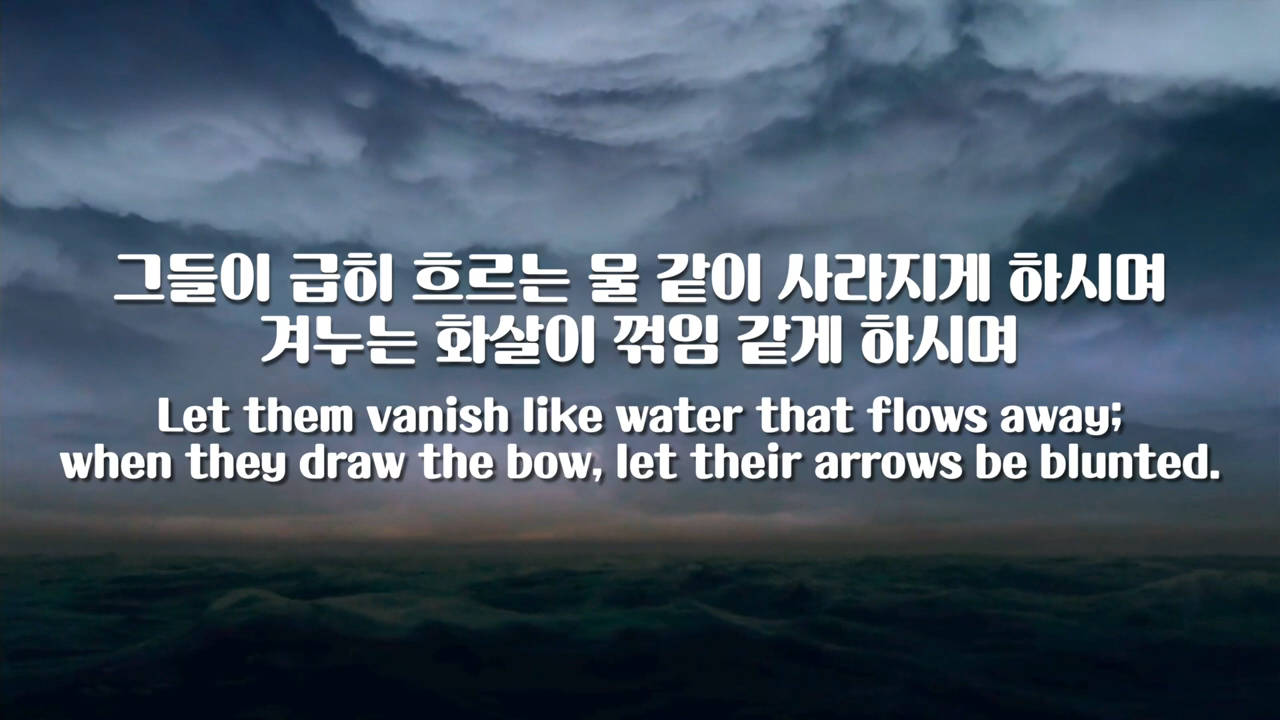 그들이 급히 흐르는 물 같이 사라지게 하시며
겨누는 화살이 꺾임 같게 하시며
Let them vanish like water that flows away;
when they draw the bow, let their arrows be blunted.